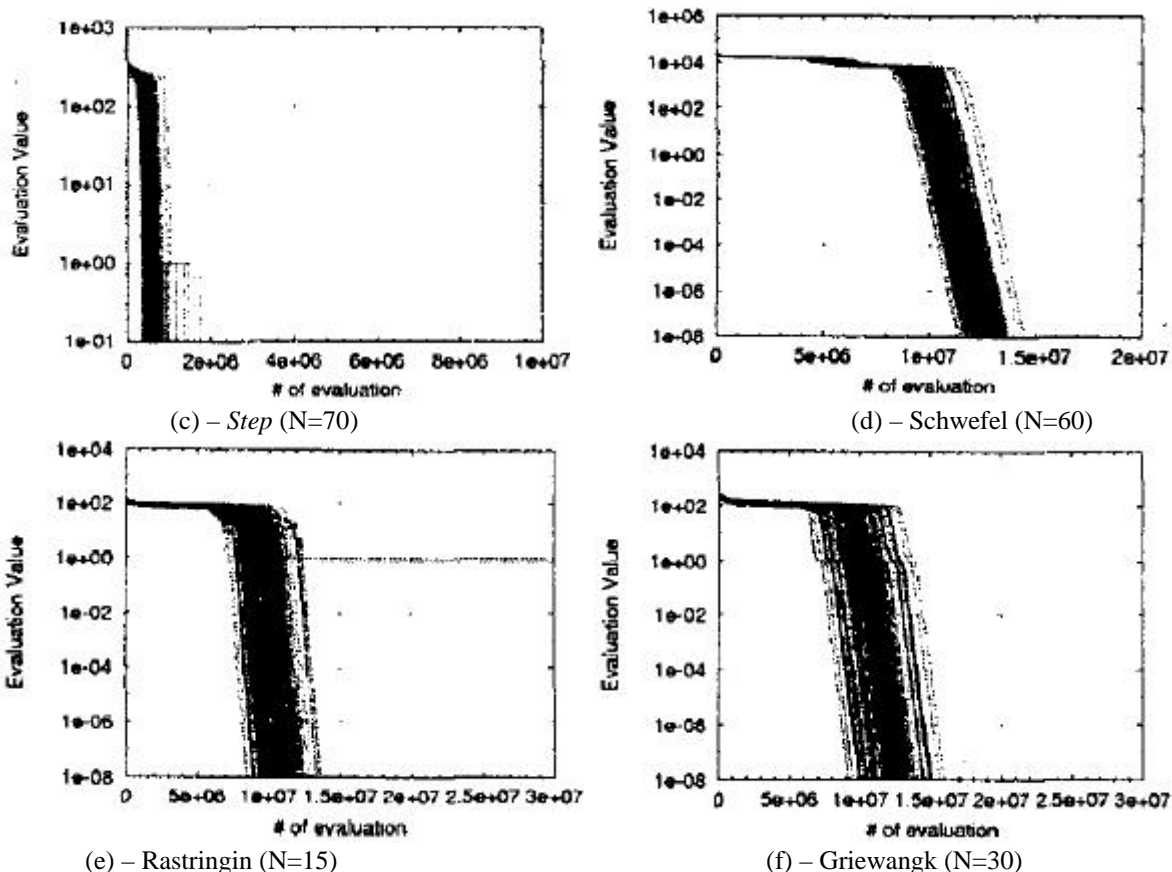 1e+03
1e+02
1e+01
1e+00
1e-01
Evaluation Value
0 2e+06 4e+06 6e+06 8e+06 1e+07
# of evaluation
(c) – Step (N=70)
1e+06
1e+04
1e+02
1e+00
1e-02
1e-04
1e-06
1e-08
Evaluation Value
0 5e+06 1e+07 1.5e+07 2e+07
# of evaluation
(d) – Schwefel (N=60)
1e+04
1e+02
1e+00
1e-02
1e-04
1e-06
1e-08
Evaluation Value
0 5e+06 1e+07 1.5e+07 2e+07 2.5e+07 3e+07
# of evaluation
(e) – Rastringin (N=15)
1e+04
1e+02
1e+00
1e-02
1e-04
1e-06
1e-08
Evaluation Value
0 5e+06 1e+07 1.5e+07 2e+07 2.5e+07 3e+07
# of evaluation
(f) – Griewangk (N=30)